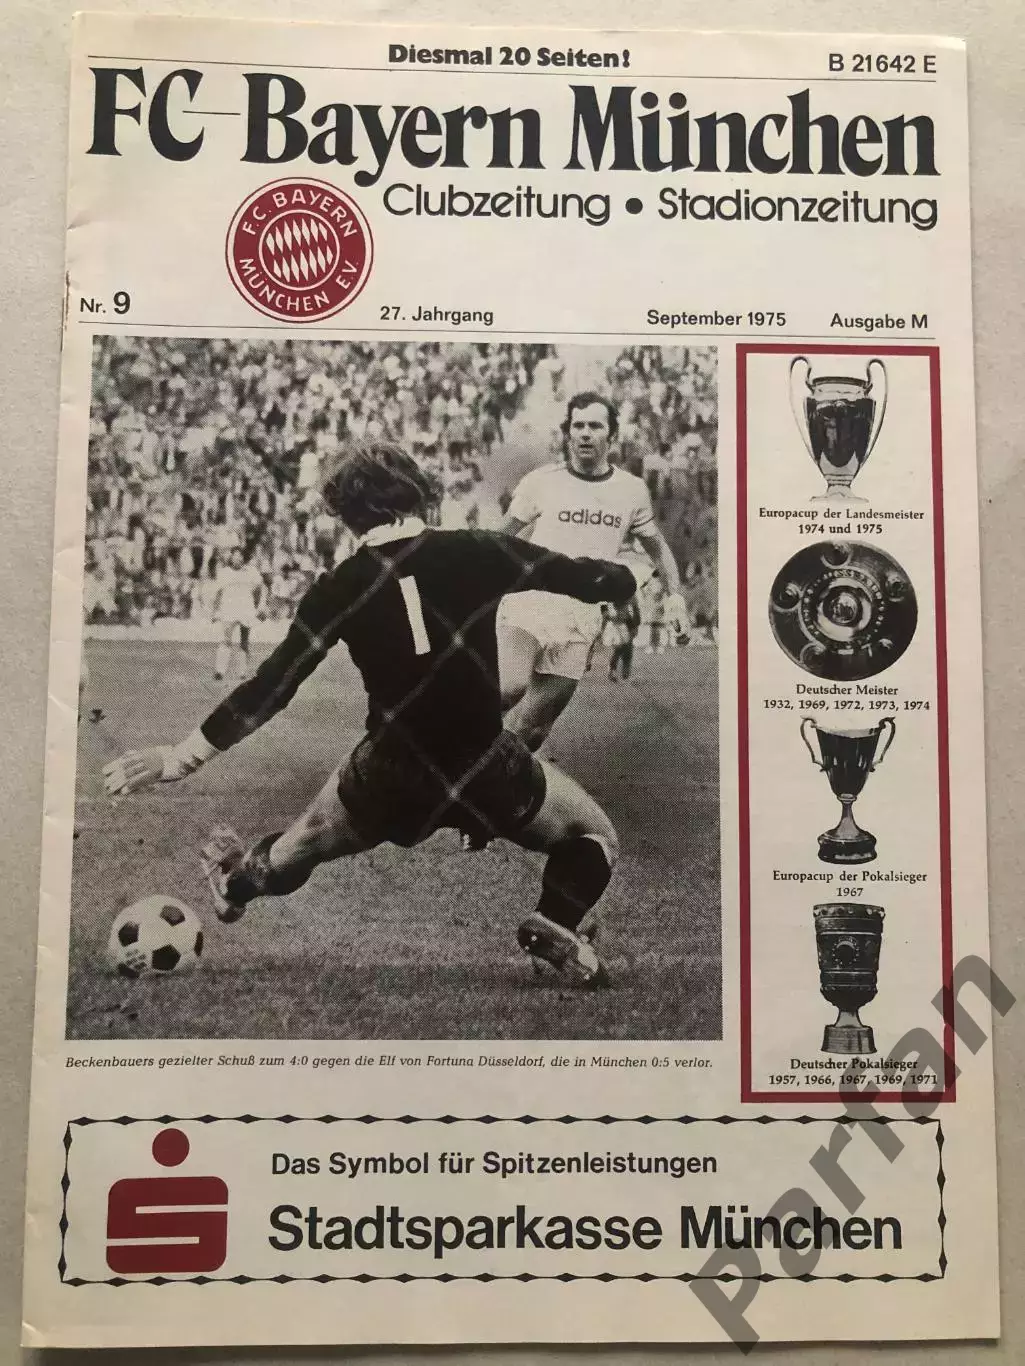 Diesmal 20 Seiten!
B 21642 E
FC Bayern München
Clubzeitung • Stadionzeitung
F.C. BAYERN MÜNCHEN E.V.
Nr. 9
27. Jahrgang
September 1975
Ausgabe M
adidas
1
Europacup der Landesmeister
1974 und 1975
Deutscher Meister
1932, 1969, 1972, 1973, 1974
Europacup der Pokalsieger
1967
Deutscher Pokalsieger
1957, 1966, 1967, 1969, 1971
Beckenbauers gezielter Schuß zum 4:0 gegen die Elf von Fortuna Düsseldorf, die in München 0:5 verlor.
Das Symbol für Spitzenleistungen
Stadtsparkasse München
Parfan